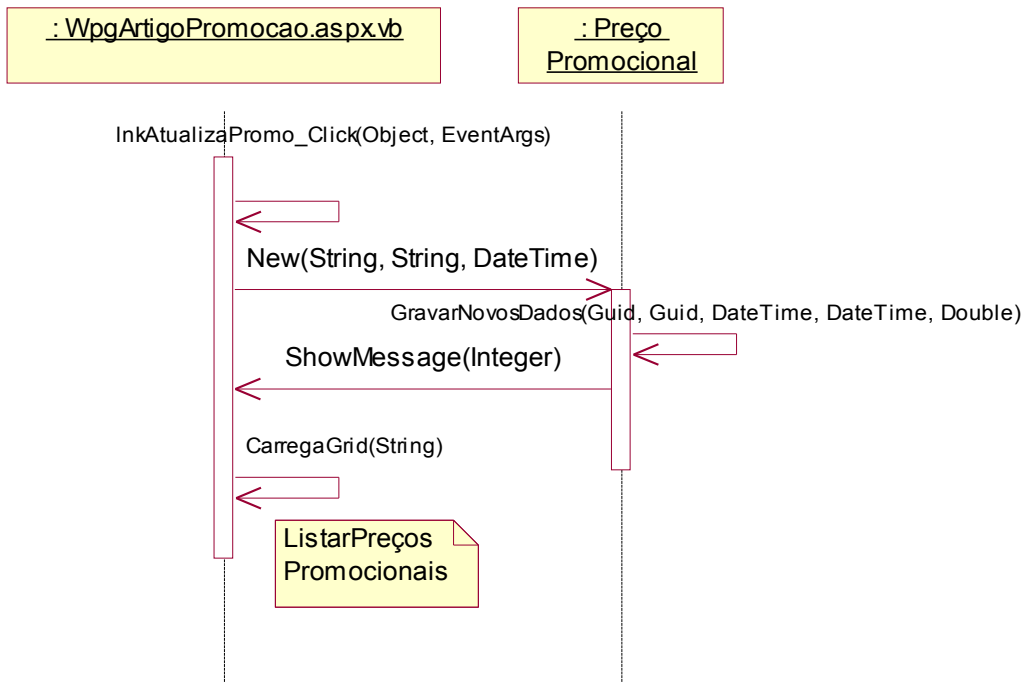 : WpgArtigoPromocao.aspx.vb
: Preço
Promocional
lnkAtualizaPromo_Click(Object, EventArgs)
New(String, String, DateTime)
GravarNovosDados(Guid, Guid, DateTime, DateTime, Double)
ShowMessage(Integer)
CarregaGrid(String)
ListarPreços
Promocionais